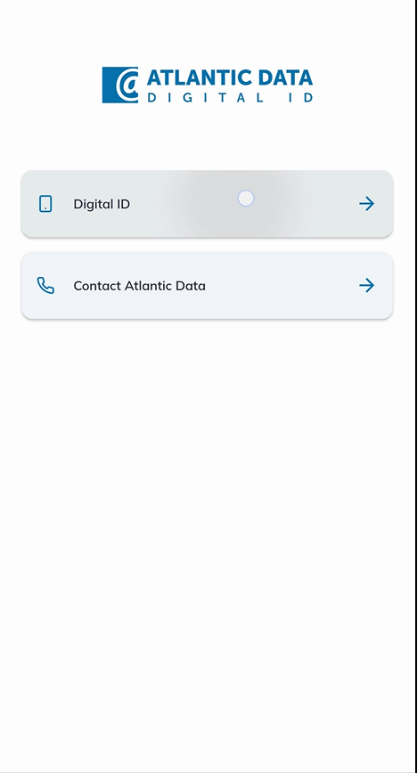 ATLANTIC DATA
DIGITAL ID
Digital ID
Contact Atlantic Data